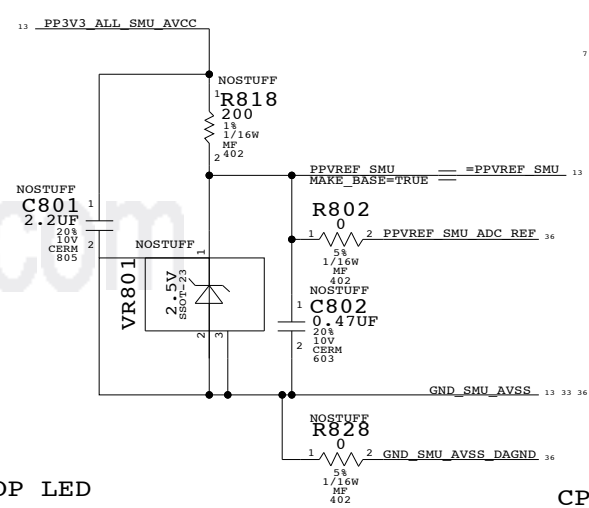 13 PP3V3_ALL_SMU_AVCC
7
NOSTUFF
1
R818
200
1%
1/16W
MF
402
2
PPVREF_SMU =PPVREF_SMU 13
MAKE_BASE=TRUE
NOSTUFF
C801 1
2.2UF
20%
10V
CERM
805
2
R802
0
1 2 PPVREF_SMU_ADC_REF 36
5%
1/16W
MF
402
NOSTUFF
1
VR801
2.5V
SSOT-23
2 3
NOSTUFF
1 C802
0.47UF
20%
10V
CERM
603
2
GND_SMU_AVSS 13 33 36
NOSTUFF
R828
0
1 2 GND_SMU_AVSS_DAGND 36
5%
1/16W
MF
402
OP LED
CP
com